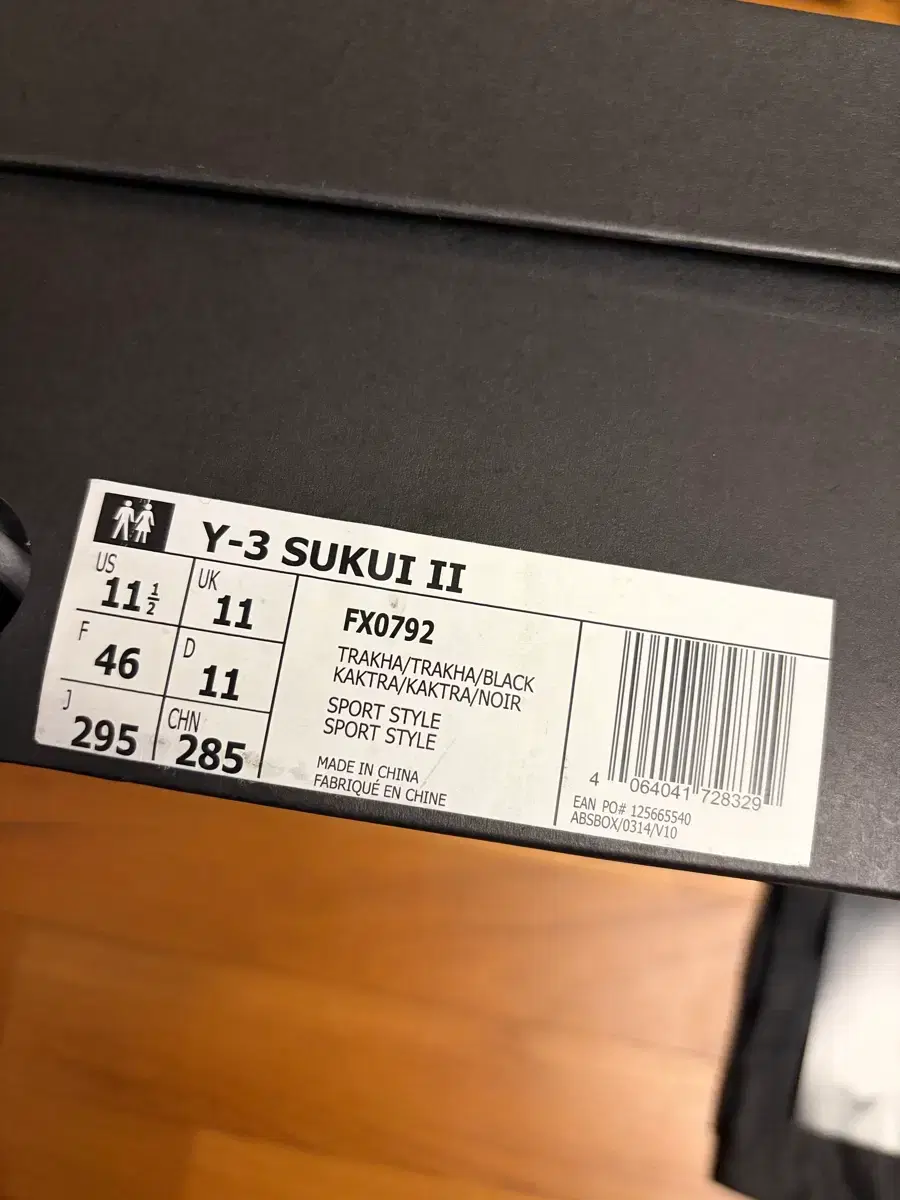 Y-3 SUKUI II
US
11 1/2
UK
11
F
46
D
11
J
295
CHN
285
FX0792
TRAKHA/TRAKHA/BLACK
KAKTRA/KAKTRA/NOIR
SPORT STYLE
SPORT STYLE
MADE IN CHINA
FABRIQUÉ EN CHINE
4 064041 728329
EAN PO# 125665540
ABSBOX/0314/V10